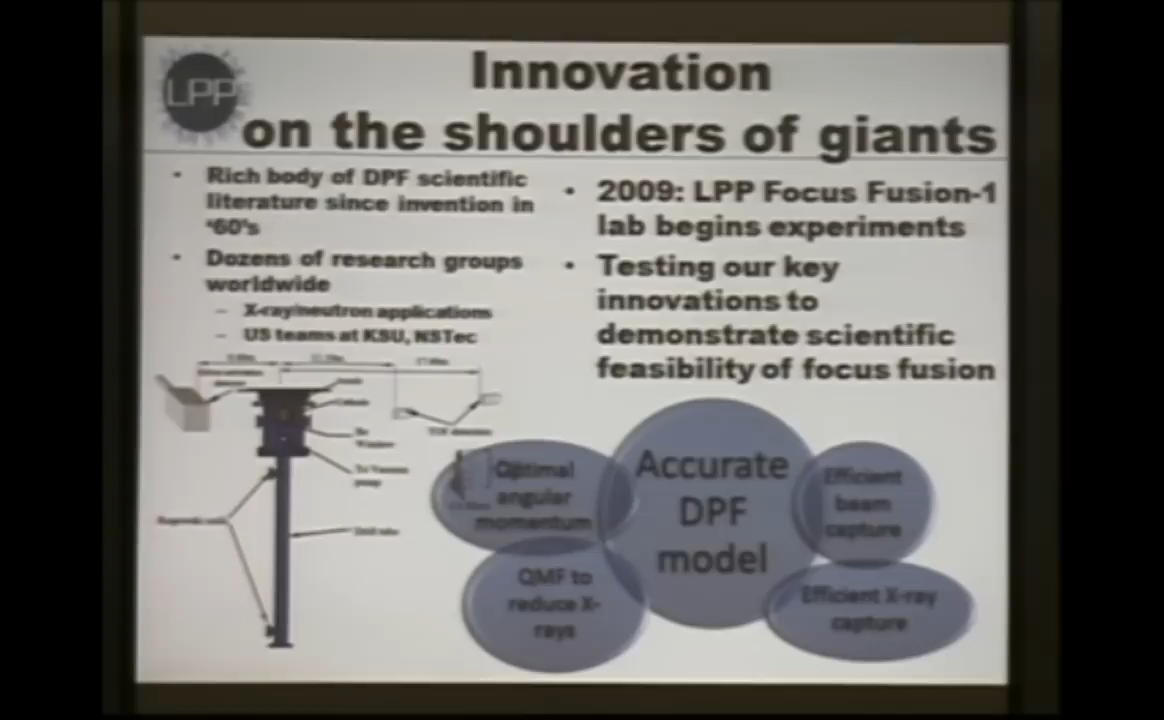 LPP
Innovation
on the shoulders of giants
• Rich body of DPF scientific
literature since invention in
'60's
• Dozens of research groups
worldwide
– X-ray/neutron applications
– US teams at KSU, NSTec
• 2009: LPP Focus Fusion-1
lab begins experiments
• Testing our key
innovations to
demonstrate scientific
feasibility of focus fusion
Optimal
angular
momentum
Accurate
DPF
model
Efficient
beam
capture
QMF to
reduce X-
rays
Efficient X-ray
capture